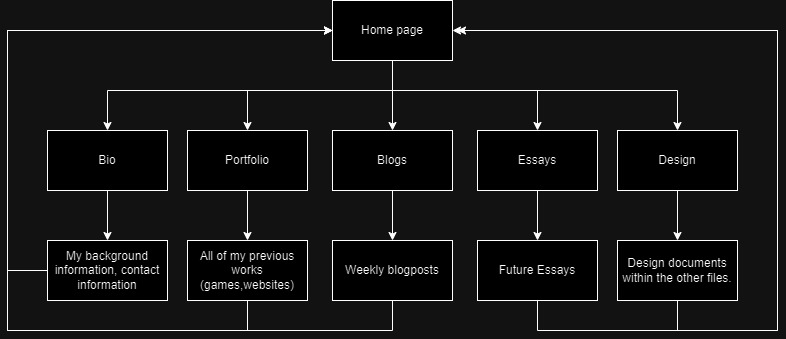 Home page
Bio
Portfolio
Blogs
Essays
Design
My background
information, contact
information
All of my previous
works
(games,websites)
Weekly blogposts
Future Essays
Design documents
within the other files.